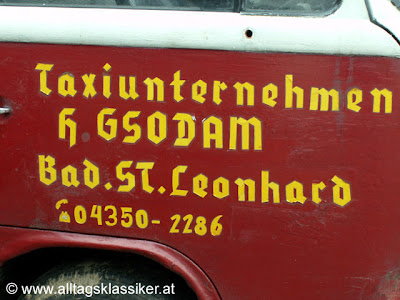 Taxiunternehmen
H GSODAM
Bad.ST.Leonhard
☎04350-2286
© www.alltagsklassiker.at